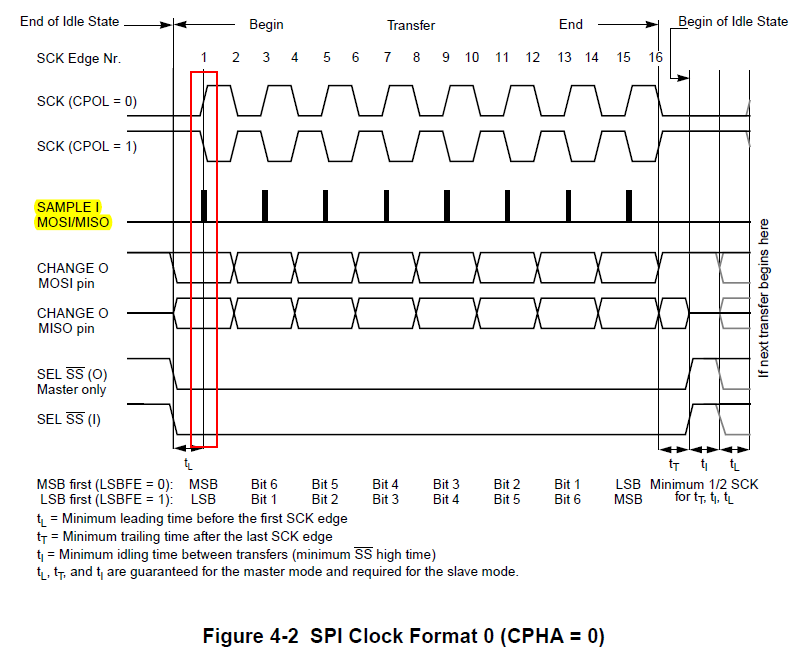 End of Idle State Begin Transfer End Begin of Idle State
SCK Edge Nr. 1 2 3 4 5 6 7 8 9 10 11 12 13 14 15 16
SCK (CPOL = 0)
SCK (CPOL = 1)
SAMPLE I
MOSI/MISO
CHANGE O
MOSI pin
CHANGE O
MISO pin
SEL SS (O)
Master only
SEL SS (I)
If next transfer begins here
tL tT tI tL
MSB first (LSBFE = 0): MSB Bit 6 Bit 5 Bit 4 Bit 3 Bit 2 Bit 1 LSB Minimum 1/2 SCK
LSB first (LSBFE = 1): LSB Bit 1 Bit 2 Bit 3 Bit 4 Bit 5 Bit 6 MSB for tT, tI, tL
tL = Minimum leading time before the first SCK edge
tT = Minimum trailing time after the last SCK edge
tI = Minimum idling time between transfers (minimum SS high time)
tL, tT, and tI are guaranteed for the master mode and required for the slave mode.
Figure 4-2 SPI Clock Format 0 (CPHA = 0)